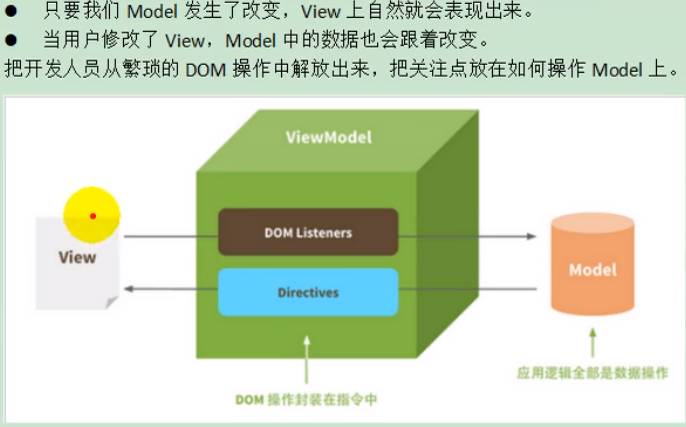 ● 只要我们 Model 发生了改变，View 上自然就会表现出来。
● 当用户修改了 View，Model 中的数据也会跟着改变。
把开发人员从繁琐的 DOM 操作中解放出来，把关注点放在如何操作 Model 上。
ViewModel
DOM Listeners
View
Model
Directives
应用逻辑全部是数据操作
DOM 操作封装在指令中